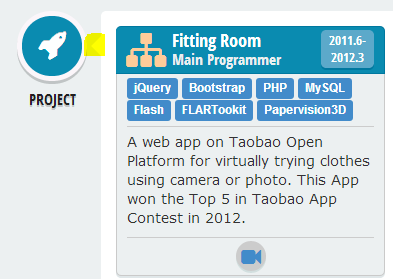 PROJECT
Fitting Room
Main Programmer
2011.6-
2012.3
jQuery Bootstrap PHP MySQL
Flash FLARTookit Papervision3D
A web app on Taobao Open
Platform for virtually trying clothes
using camera or photo. This App
won the Top 5 in Taobao App
Contest in 2012.